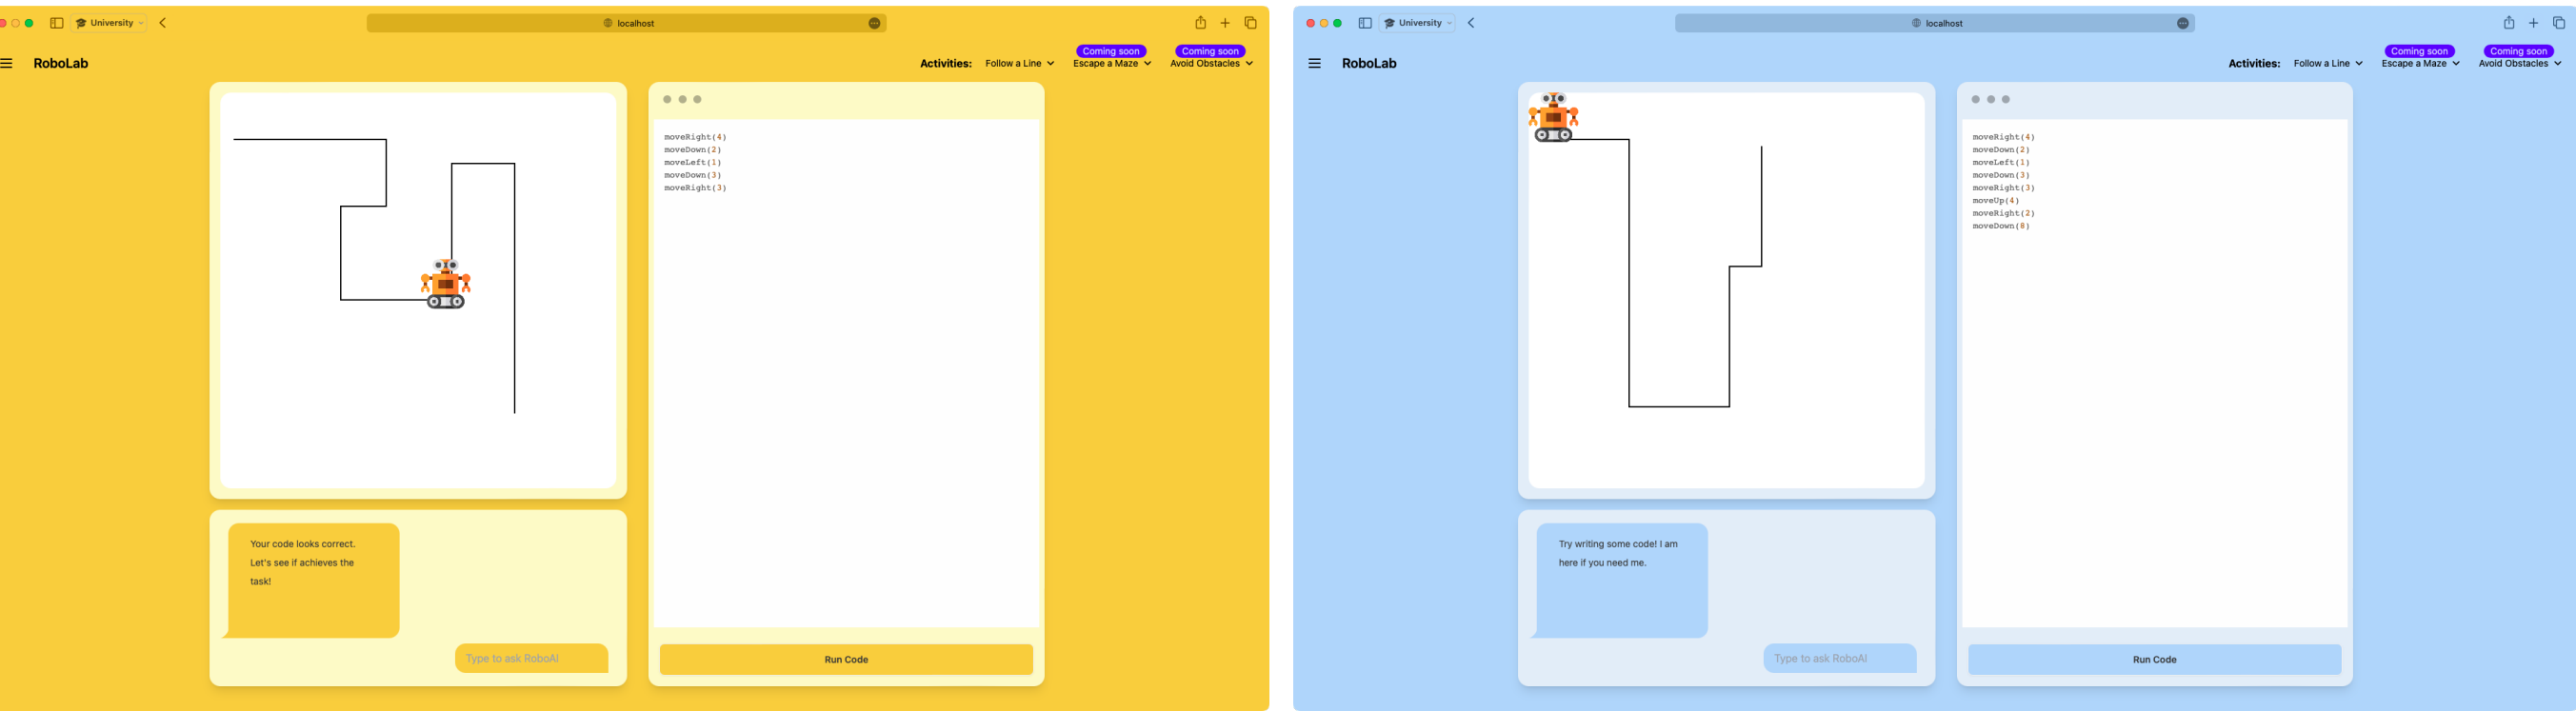 University
localhost
RoboLab
Activities:
Follow a Line
Coming soon
Escape a Maze
Coming soon
Avoid Obstacles
moveRight(4)
moveDown(2)
moveLeft(1)
moveDown(3)
moveRight(3)
Your code looks correct.
Let's see if achieves the
task!
Type to ask RoboAI
Run Code
University
localhost
RoboLab
Activities:
Follow a Line
Coming soon
Escape a Maze
Coming soon
Avoid Obstacles
moveRight(4)
moveDown(2)
moveLeft(1)
moveDown(3)
moveRight(3)
moveUp(4)
moveRight(2)
moveDown(8)
Try writing some code! I am
here if you need me.
Type to ask RoboAI
Run Code